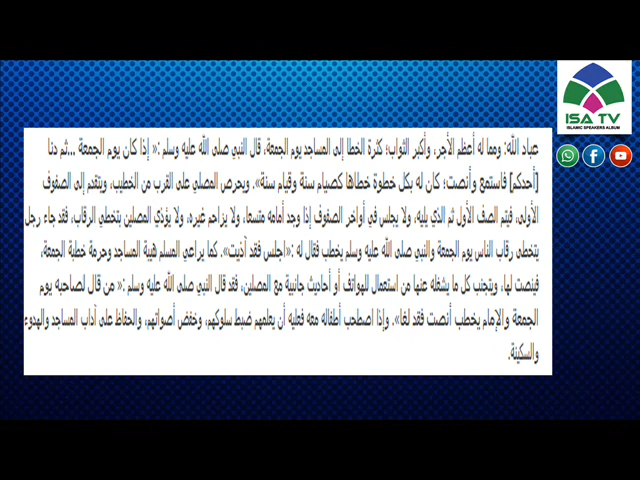 ISA TV
ISLAMIC SPEAKERS ALBUM
عباد الله: ومما له أعظم الأجر، وأكبر الثواب؛ كثرة الخطا إلى المساجد يوم الجمعة، قال النبي صلى الله عليه وسلم :« إذا كان يوم الجمعة ...ثم دنا
[أحدكم] فاستمع وأنصت؛ كان له بكل خطوة خطاها كصيام سنة وقيام سنة». ويحرص المصلي على القرب من الخطيب، ويتقدم إلى الصفوف
الأولى، فيتم الصف الأول ثم الذي يليه، ولا يجلس في أواخر الصفوف إذا وجد أمامه متسعا، ولا يزاحم غيره، ولا يؤذي المصلين بتخطي الرقاب، فقد جاء رجل
يتخطى رقاب الناس يوم الجمعة والنبي صلى الله عليه وسلم يخطب فقال له :«اجلس فقد آذيت». كما يراعي المسلم هيبة المساجد وحرمة خطبة الجمعة،
فينصت لها، ويتجنب كل ما يشغله عنها من استعمال للهواتف أو أحاديث جانبية مع المصلين، فقد قال النبي صلى الله عليه وسلم :« من قال لصاحبه يوم
الجمعة والإمام يخطب أنصت فقد لغا». وإذا اصطحب أطفاله معه فعليه أن يعلمهم ضبط سلوكهم، وخفض أصواتهم، والحفاظ على آداب المساجد والهدوء
والسكينة.